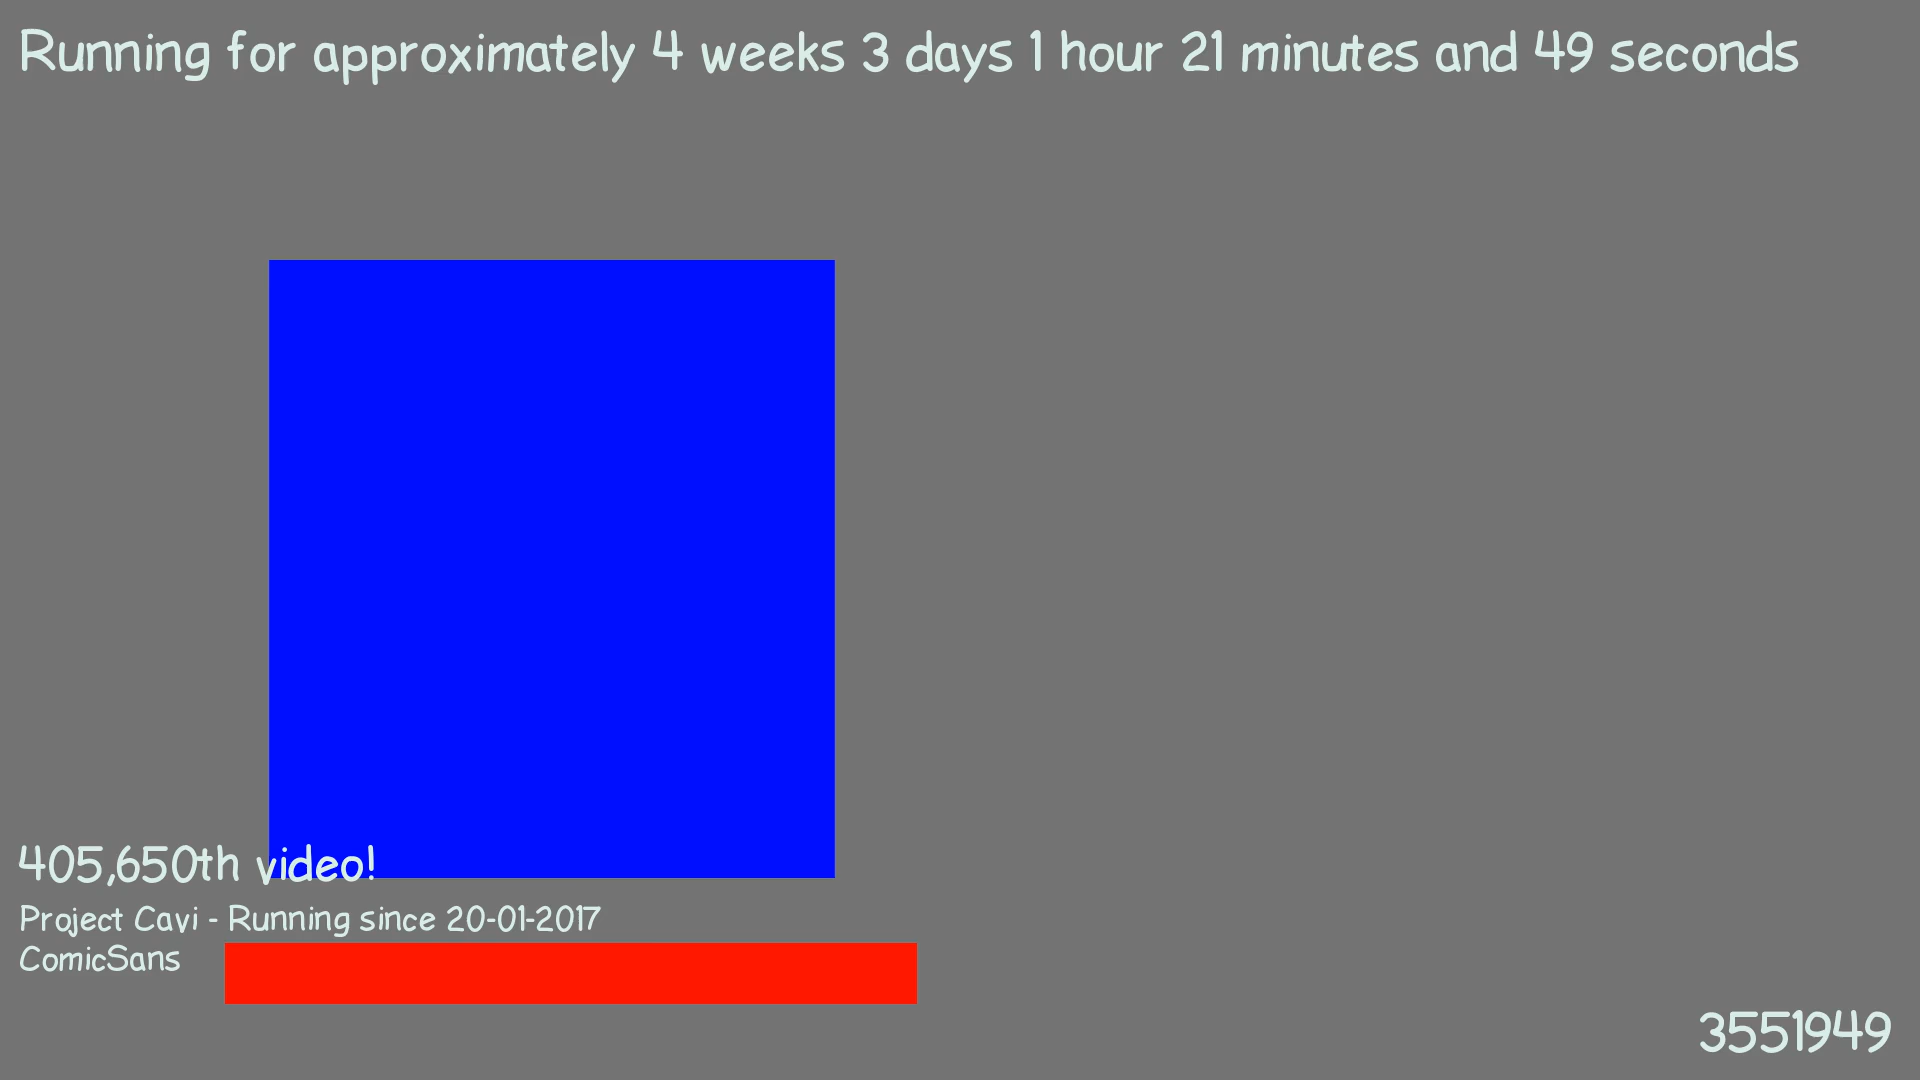 Running for approximately 4 weeks 3 days 1 hour 21 minutes and 49 seconds
405,650th video!
Project Cavi - Running since 20-01-2017
ComicSans
3551949